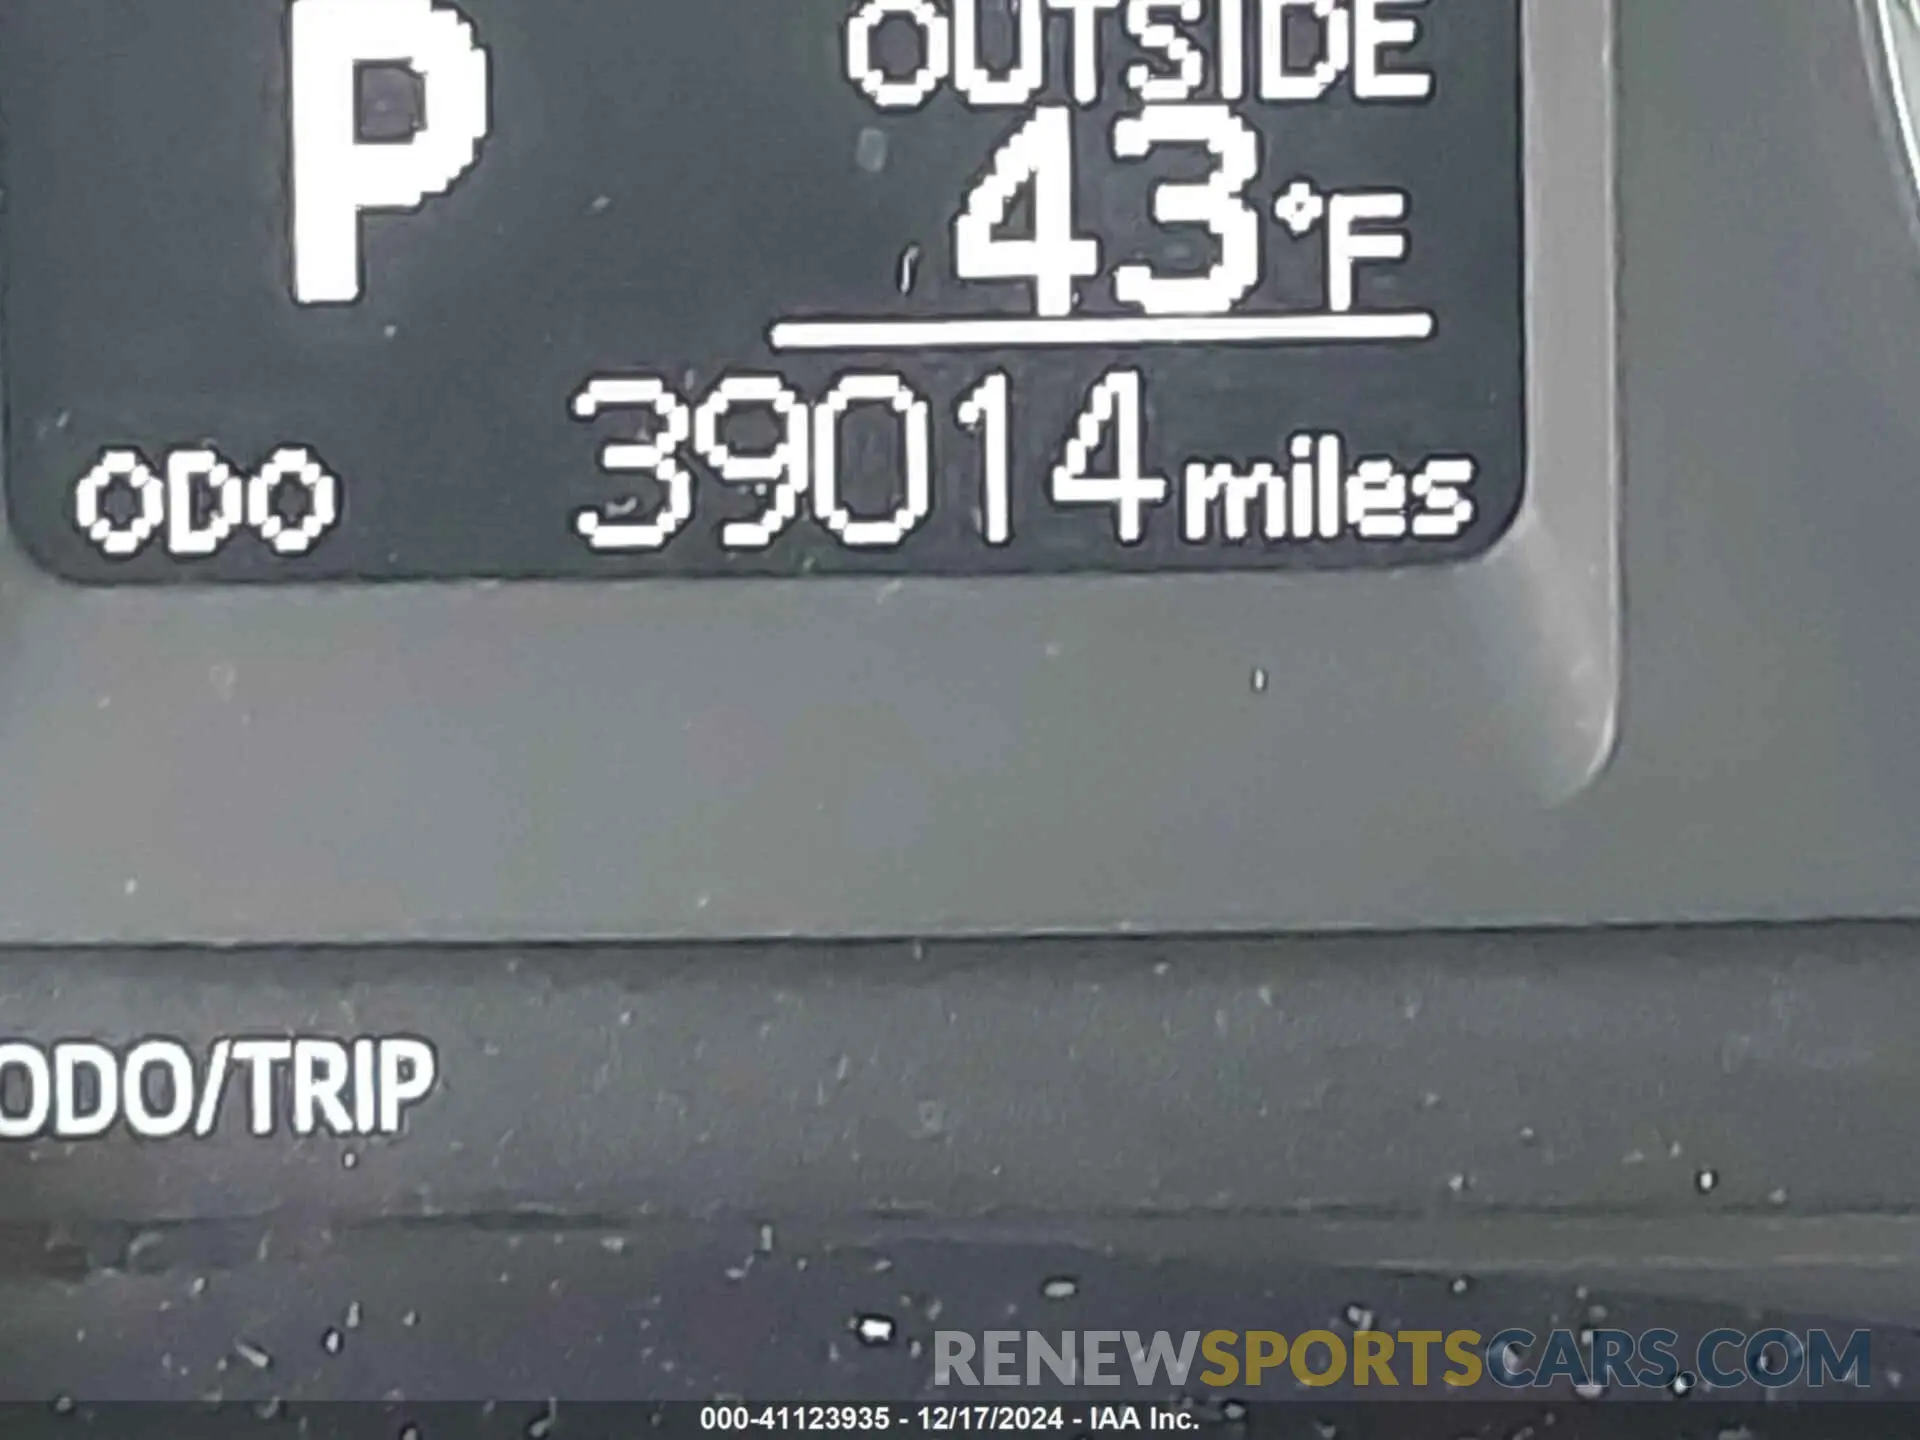 P
OUTSIDE
43°F
ODO 39014 miles
ODO/TRIP
RENEWSPORTSCARS.COM
000-41123935 - 12/17/2024 - IAA Inc.